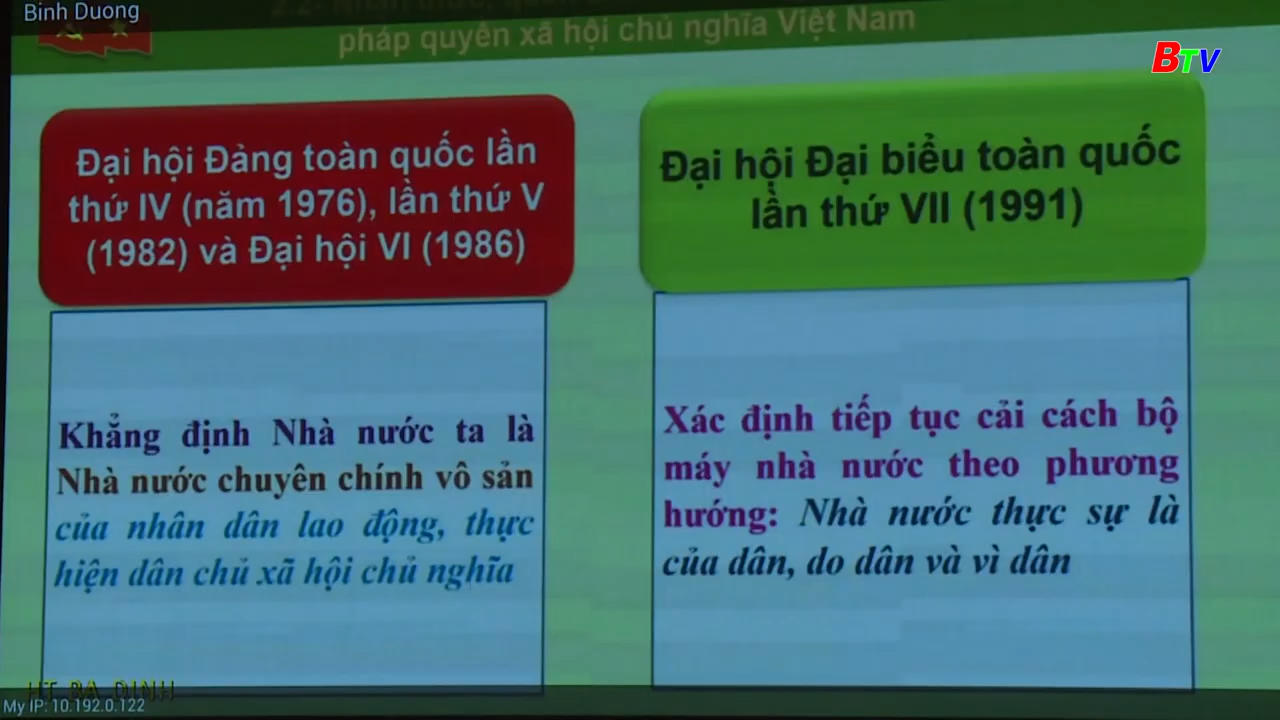 Binh Duong
pháp quyền xã hội chủ nghĩa Việt Nam
BTV
Đại hội Đảng toàn quốc lần
thứ IV (năm 1976), lần thứ V
(1982) và Đại hội VI (1986)
Khẳng định Nhà nước ta là
Nhà nước chuyên chính vô sản
của nhân dân lao động, thực
hiện dân chủ xã hội chủ nghĩa
Đại hội Đại biểu toàn quốc
lần thứ VII (1991)
Xác định tiếp tục cải cách bộ
máy nhà nước theo phương
hướng: Nhà nước thực sự là
của dân, do dân và vì dân
HT BA DINH
My IP: 10.192.0.122